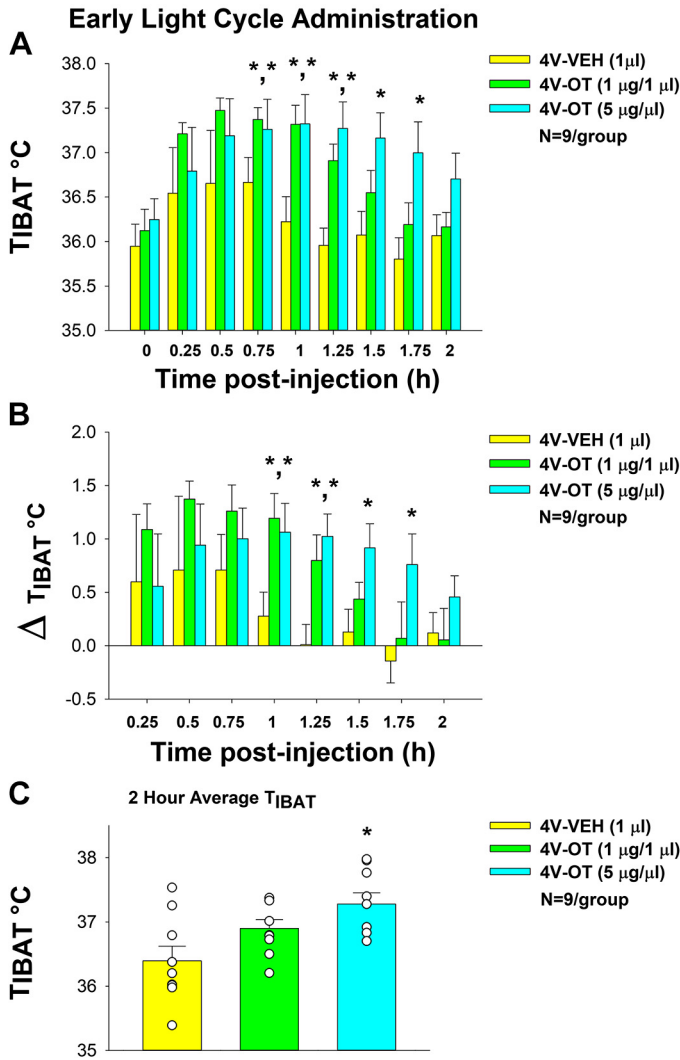 Early Light Cycle Administration
A
38.0
37.5
37.0
36.5
36.0
35.5
35.0
TIBAT °C
*,* *,* *,* * *
4V-VEH (1μl)
4V-OT (1 μg/1 μl)
4V-OT (5 μg/μl)
N=9/group
0 0.25 0.5 0.75 1 1.25 1.5 1.75 2
Time post-injection (h)
B
2.0
1.5
1.0
0.5
0.0
-0.5
Δ TIBAT °C
*,* *,* * *
4V-VEH (1 μl)
4V-OT (1 μg/1 μl)
4V-OT (5 μg/μl)
N=9/group
0.25 0.5 0.75 1 1.25 1.5 1.75 2
Time post-injection (h)
C
2 Hour Average TIBAT
38
37
36
35
TIBAT °C
*
4V-VEH (1 μl)
4V-OT (1 μg/1 μl)
4V-OT (5 μg/μl)
N=9/group